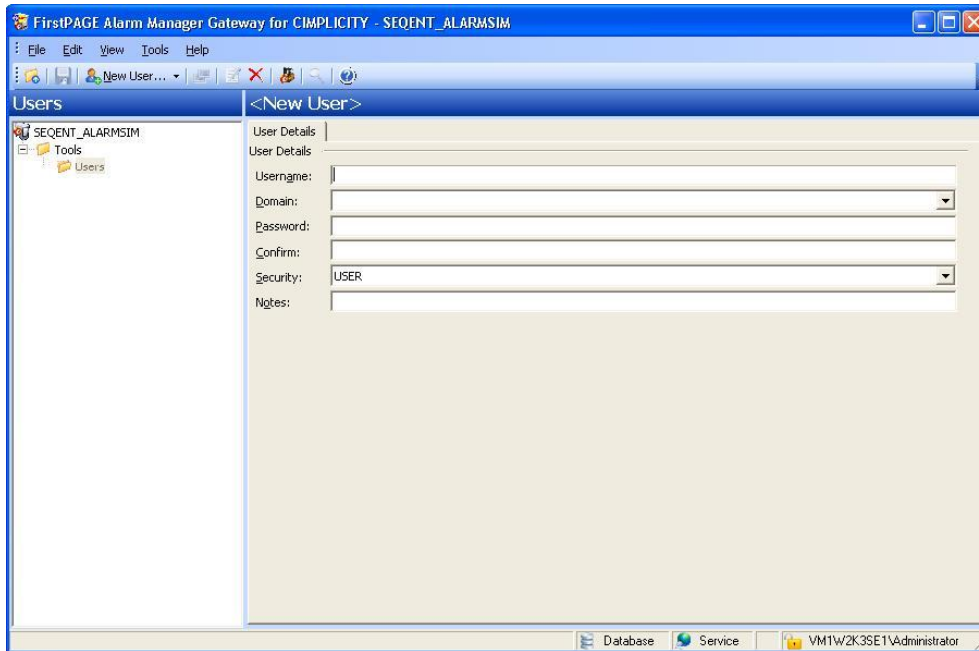 FirstPAGE Alarm Manager Gateway for CIMPLICITY - SEQENT_ALARMSIM
File Edit View Tools Help
New User...
Users
<New User>
SEQENT_ALARMSIM
Tools
Users
User Details
User Details
Username:
Domain:
Password:
Confirm:
Security: USER
Notes:
Database Service VM1W2K3SE1\Administrator